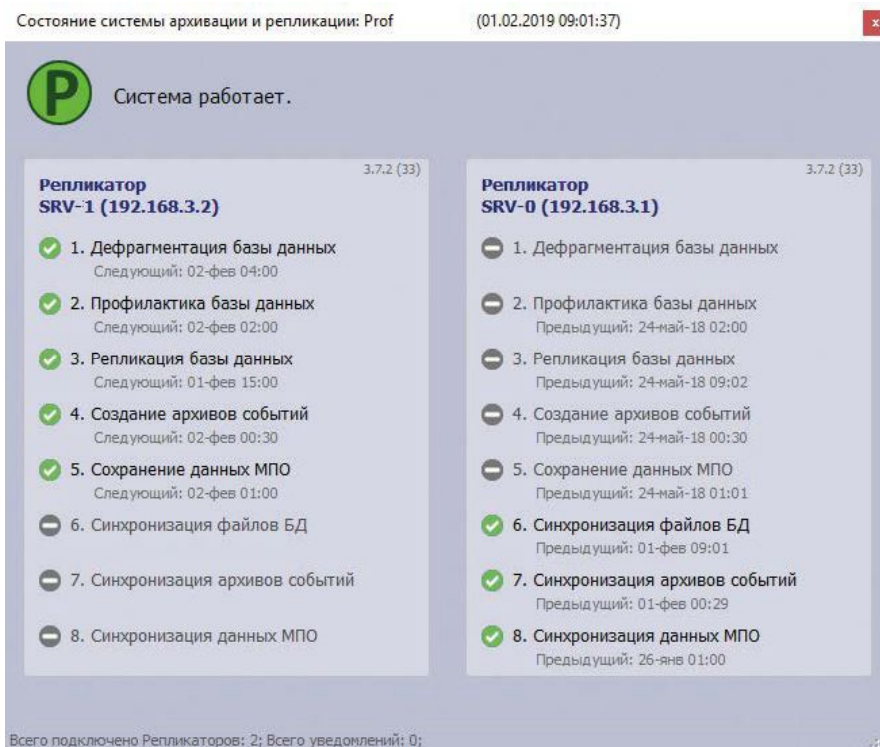 Состояние системы архивации и репликации: Prof (01.02.2019 09:01:37) x
P
Система работает.
3.7.2 (33)
Репликатор
SRV-1 (192.168.3.2)
1. Дефрагментация базы данных
Следующий: 02-фев 04:00
2. Профилактика базы данных
Следующий: 02-фев 02:00
3. Репликация базы данных
Следующий: 01-фев 15:00
4. Создание архивов событий
Следующий: 02-фев 00:30
5. Сохранение данных МПО
Следующий: 02-фев 01:00
6. Синхронизация файлов БД
7. Синхронизация архивов событий
8. Синхронизация данных МПО
3.7.2 (33)
Репликатор
SRV-0 (192.168.3.1)
1. Дефрагментация базы данных
2. Профилактика базы данных
Предыдущий: 24-май-18 02:00
3. Репликация базы данных
Предыдущий: 24-май-18 09:02
4. Создание архивов событий
Предыдущий: 24-май-18 00:30
5. Сохранение данных МПО
Предыдущий: 24-май-18 01:01
6. Синхронизация файлов БД
Предыдущий: 01-фев 09:01
7. Синхронизация архивов событий
Предыдущий: 01-фев 00:29
8. Синхронизация данных МПО
Предыдущий: 26-янв 01:00
Всего подключено Репликаторов: 2; Всего уведомлений: 0;